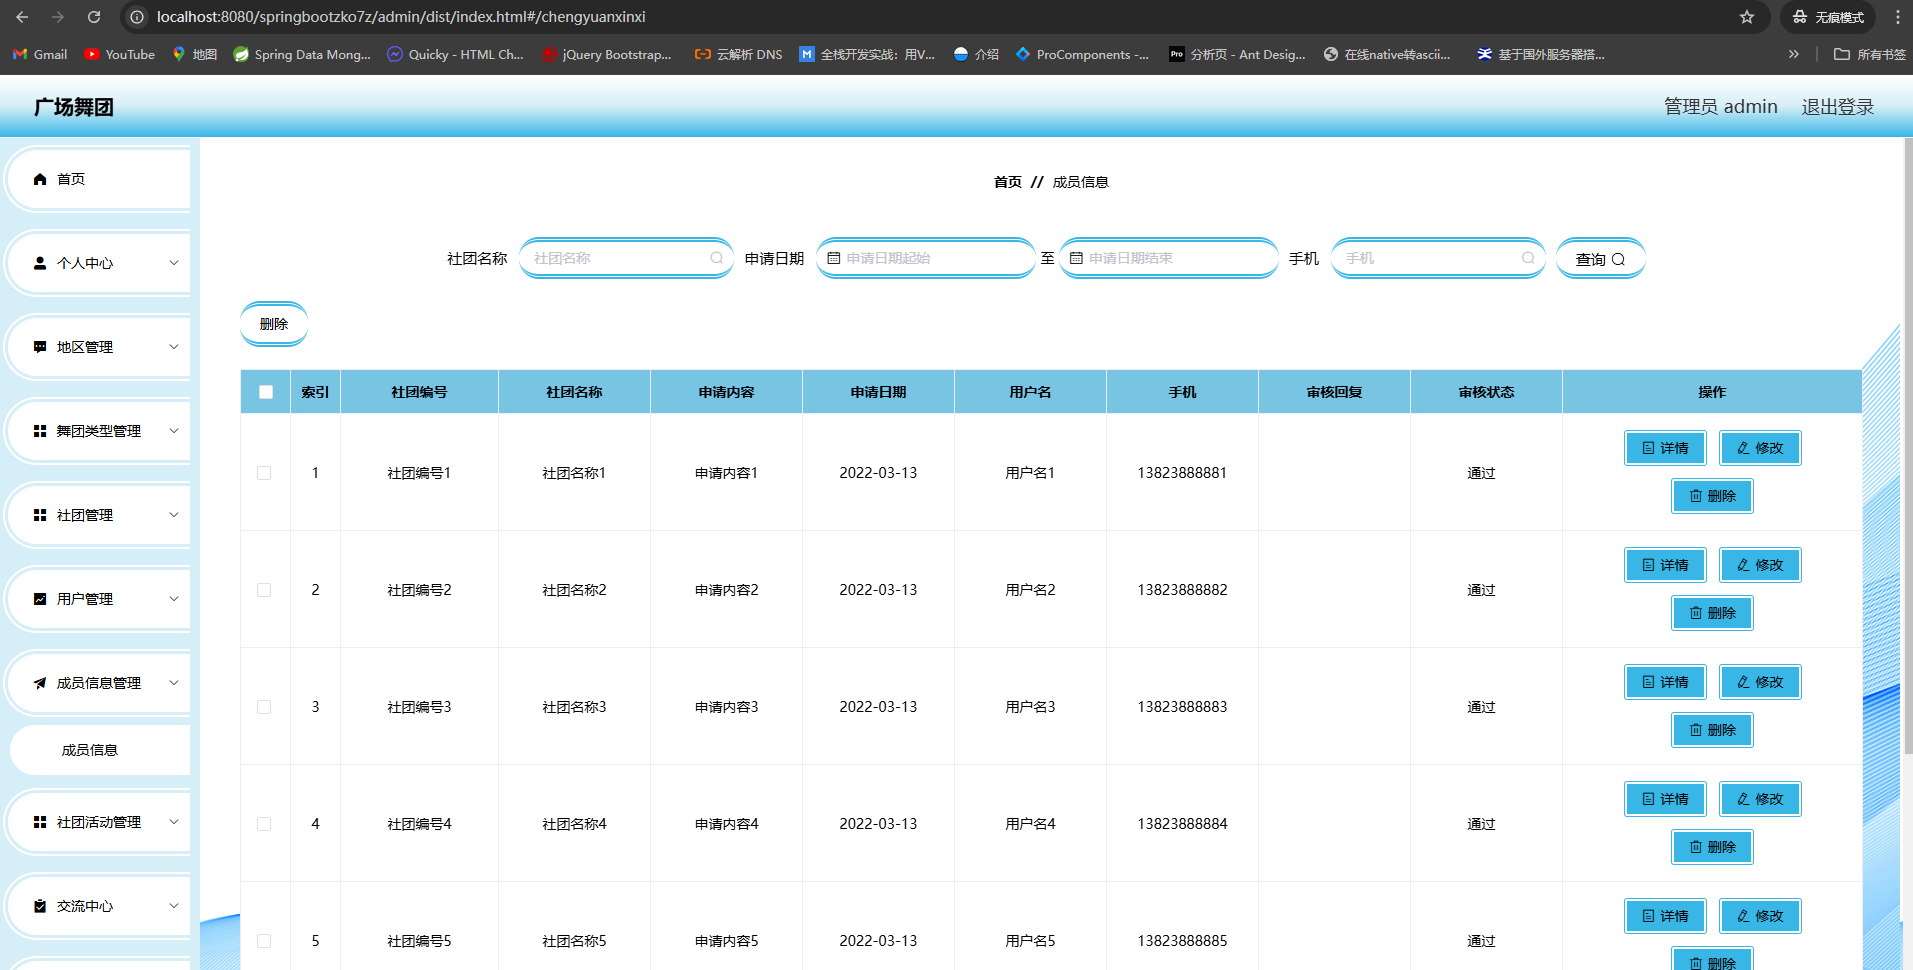 localhost:8080/springbootzko7z/admin/dist/index.html#/chengyuanxinxi 无痕模式
Gmail YouTube 地图 Spring Data Mong... Quicky - HTML Ch... jQuery Bootstrap... 云解析 DNS 全栈开发实战：用V... 介绍 ProComponents -... 分析页 - Ant Desig... 在线native转ascii... 基于国外服务器搭... » 所有书签
广场舞团 管理员 admin 退出登录
首页
个人中心
地区管理
舞团类型管理
社团管理
用户管理
成员信息管理
成员信息
社团活动管理
交流中心
首页 // 成员信息
社团名称 社团名称 申请日期 申请日期起始 至 申请日期结束 手机 手机 查询
删除
索引 社团编号 社团名称 申请内容 申请日期 用户名 手机 审核回复 审核状态 操作
1 社团编号1 社团名称1 申请内容1 2022-03-13 用户名1 13823888881 通过 详情 修改
删除
2 社团编号2 社团名称2 申请内容2 2022-03-13 用户名2 13823888882 通过 详情 修改
删除
3 社团编号3 社团名称3 申请内容3 2022-03-13 用户名3 13823888883 通过 详情 修改
删除
4 社团编号4 社团名称4 申请内容4 2022-03-13 用户名4 13823888884 通过 详情 修改
删除
5 社团编号5 社团名称5 申请内容5 2022-03-13 用户名5 13823888885 通过 详情 修改
删除